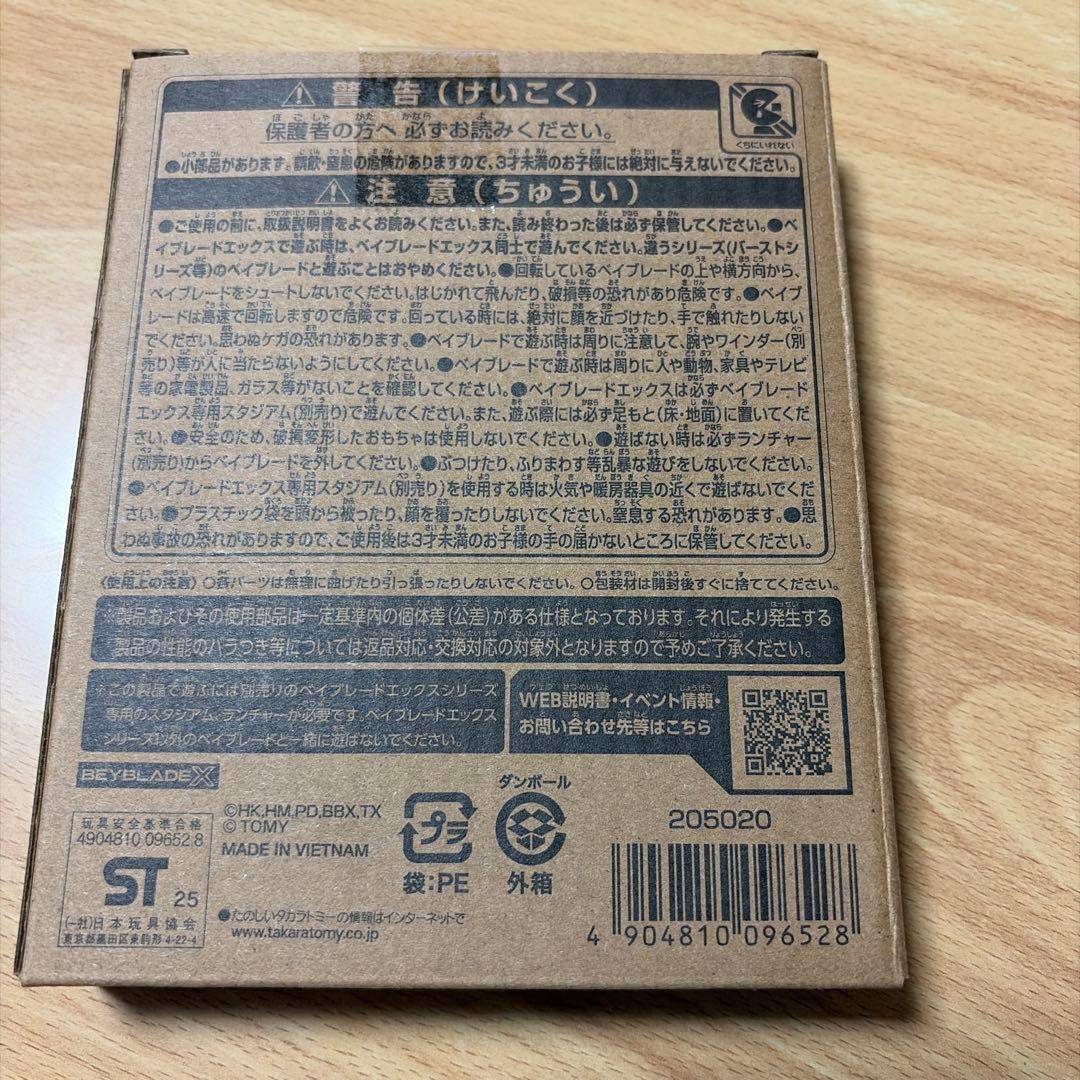 ⚠警告(けいこく)
保護者の方へ 必ずお読みください。
くちにいれない
●小部品があります。誤飲・窒息の危険がありますので、3才未満のお子様には絶対に与えないでください。
⚠注意(ちゅうい)
●ご使用の前に、取扱説明書をよくお読みください。また、読み終わった後は必ず保管してください。●ベ
イブレードエックスで遊ぶ時は、ベイブレードエックス同士で遊んでください。違うシリーズ(バーストシ
リーズ等)のベイブレードと遊ぶことはおやめください。●回転しているベイブレードの上や横方向から、
ベイブレードをシュートしないでください。はじかれて飛んだり、破損等の恐れがあり危険です。●ベイブ
レードは高速で回転しますので危険です。回っている時には、絶対に顔を近づけたり、手で触れたりしない
でください。思わぬケガの恐れがあります。●ベイブレードで遊ぶ時は周りに注意して、腕やワインダー(別
売り)等が人に当たらないようにしてください。●ベイブレードで遊ぶ時は周りに人や動物、家具やテレビ
等の家電製品、ガラス等がないことを確認してください。●ベイブレードエックスは必ずベイブレード
エックス専用スタジアム(別売り)で遊んでください。また、遊ぶ際には必ず足もと(床・地面)に置いてくだ
さい。●安全のため、破損変形したおもちゃは使用しないでください。●遊ばない時は必ずランチャー
(別売り)からベイブレードを外してください。●ぶつけたり、ふりまわす等乱暴な遊びをしないでください。
●ベイブレードエックス専用スタジアム(別売り)を使用する時は火気や暖房器具の近くで遊ばないでくだ
さい。●プラスチック袋を頭から被ったり、顔を覆ったりしないでください。窒息する恐れがあります。●思
わぬ事故の恐れがありますので、ご使用後は3才未満のお子様の手の届かないところに保管してください。
〈使用上の注意〉○各パーツは無理に曲げたり引っ張ったりしないでください。○包装材は開封後すぐに捨ててください。
※製品およびその使用部品は一定基準内の個体差(公差)がある仕様となっております。それにより発生する
製品の性能のバラつき等については返品対応・交換対応の対象外となりますので予めご了承ください。
※この製品で遊ぶには別売りのベイブレードエックスシリーズ
専用のスタジアム、ランチャーが必要です。ベイブレードエックス
シリーズ以外のベイブレードと一緒に遊ばないでください。
WEB説明書・イベント情報・
お問い合わせ先等はこちら
BEYBLADE X
玩具安全基準合格
4904810 09652 8
ST 25
(一社)日本玩具協会
東京都墨田区東駒形4-22-4
©HK,HM,PD,BBX,TX
© TOMY
MADE IN VIETNAM
プラ
袋:PE
ダンボール
外箱
●たのしいタカラトミーの情報はインターネットで
www.takaratomy.co.jp
205020
4 904810 096528